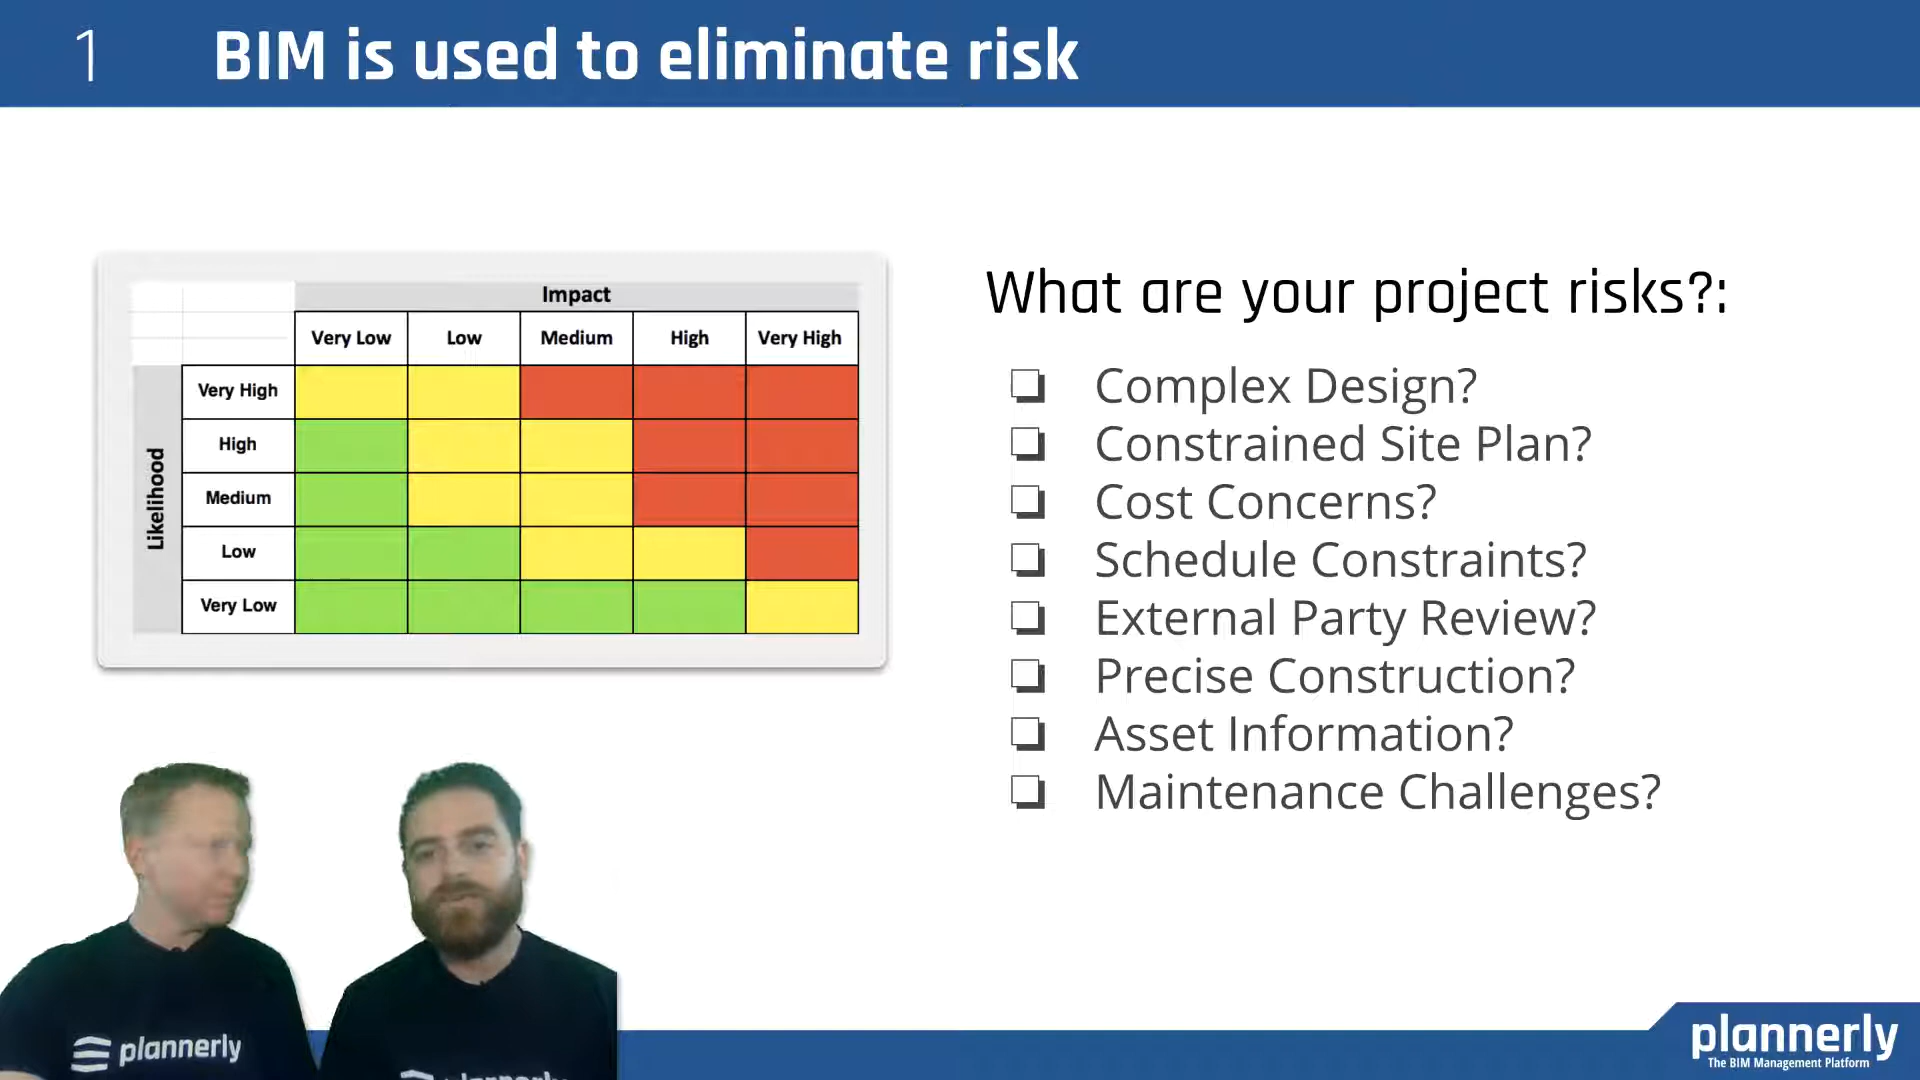 1 BIM is used to eliminate risk
Impact
Very Low Low Medium High Very High
Likelihood
Very High
High
Medium
Low
Very Low
What are your project risks?:
Complex Design?
Constrained Site Plan?
Cost Concerns?
Schedule Constraints?
External Party Review?
Precise Construction?
Asset Information?
Maintenance Challenges?
plannerly
plannerly
plannerly
The BIM Management Platform